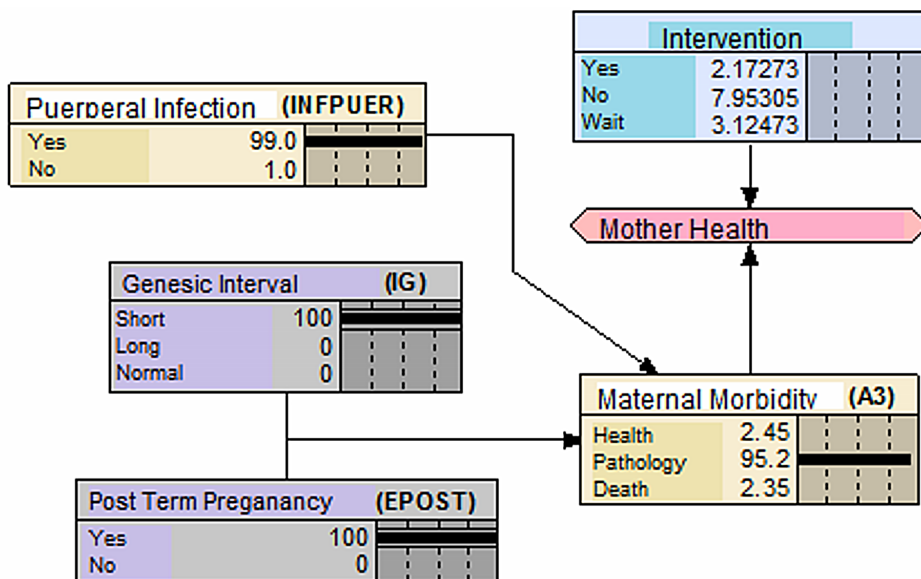 Intervention
Yes 2.17273
No 7.95305
Wait 3.12473
Puerperal Infection (INFPUER)
Yes 99.0
No 1.0
Mother Health
Genesic Interval (IG)
Short 100
Long 0
Normal 0
Maternal Morbidity (A3)
Health 2.45
Pathology 95.2
Death 2.35
Post Term Preganancy (EPOST)
Yes 100
No 0